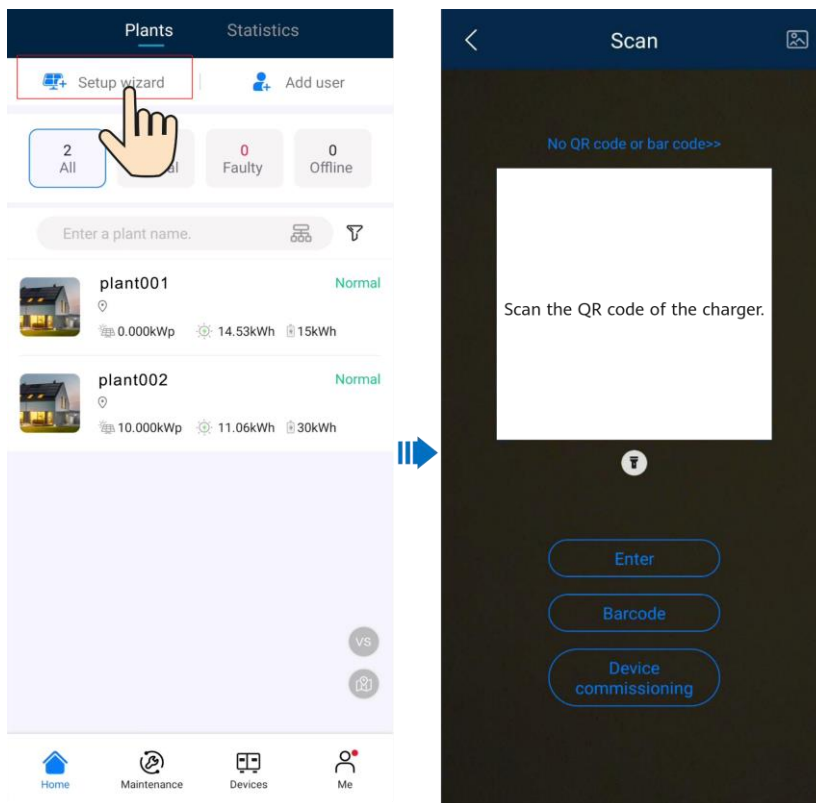 Plants Statistics
Setup wizard Add user
2 0 0
All Faulty Offline
Enter a plant name.
plant001 Normal
0.000kWp 14.53kWh 15kWh
plant002 Normal
10.000kWp 11.06kWh 30kWh
VS
Home Maintenance Devices Me
Scan
No QR code or bar code>>
Scan the QR code of the charger.
Enter
Barcode
Device
commissioning